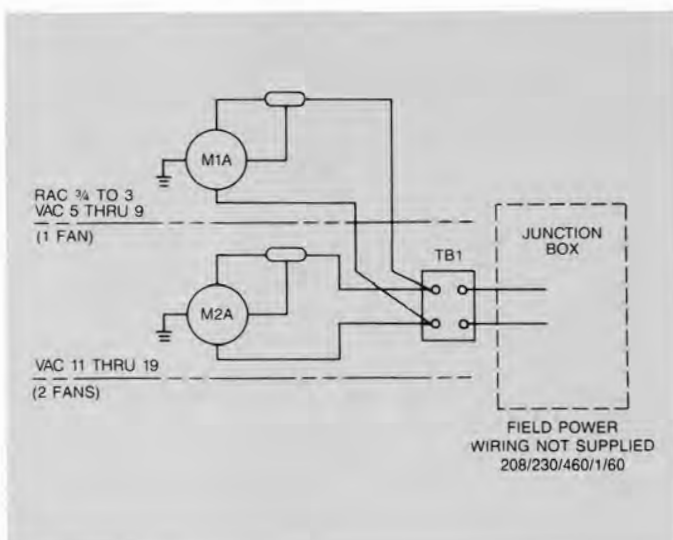 M1A
RAC ¾ TO 3
VAC 5 THRU 9
(1 FAN)
M2A
VAC 11 THRU 19
(2 FANS)
TB1
JUNCTION
BOX
FIELD POWER
WIRING NOT SUPPLIED
208/230/460/1/60